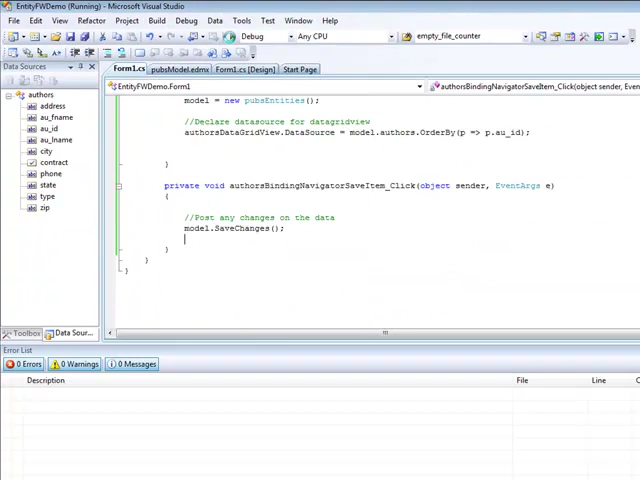 EntityFWDemo (Running) - Microsoft Visual Studio
File Edit View Refactor Project Build Debug Data Tools Test Window Help
Debug Any CPU empty_file_counter
Data Sources
Form1.cs pubsModel.edmx Form1.cs [Design] Start Page
EntityFWDemo.Form1 authorsBindingNavigatorSaveItem_Click(object sender, Even
authors
address
au_fname
au_id
au_lname
city
contract
phone
state
type
zip
model = new pubsEntities();
//Declare datasource for datagridview
authorsDataGridView.DataSource = model.authors.OrderBy(p => p.au_id);
}
private void authorsBindingNavigatorSaveItem_Click(object sender, EventArgs e)
{
//Post any changes on the data
model.SaveChanges();
}
}
}
Toolbox Data Sour...
Error List
0 Errors 0 Warnings 0 Messages
Description File Line C